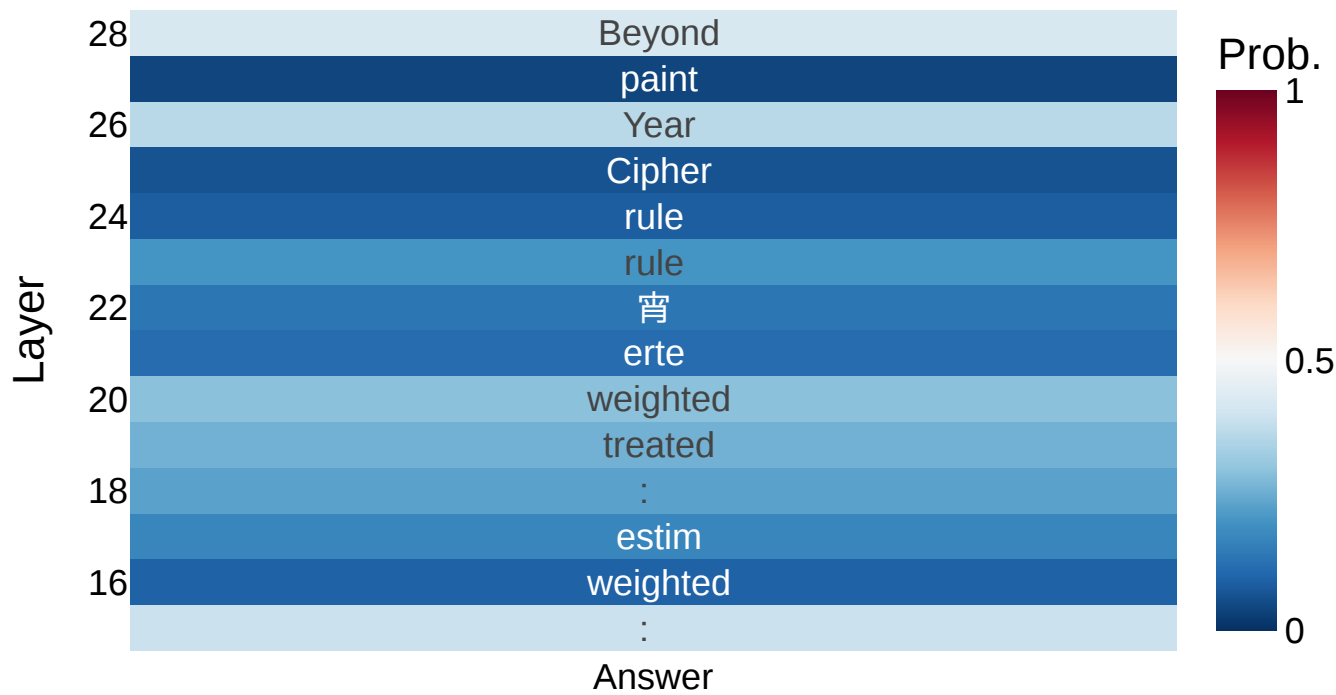 28 Beyond
paint
26 Year
Cipher
24 rule
rule
22 宵
erte
20 weighted
treated
18 :
estim
16 weighted
:
Answer
Layer
Prob.
1
0.5
0